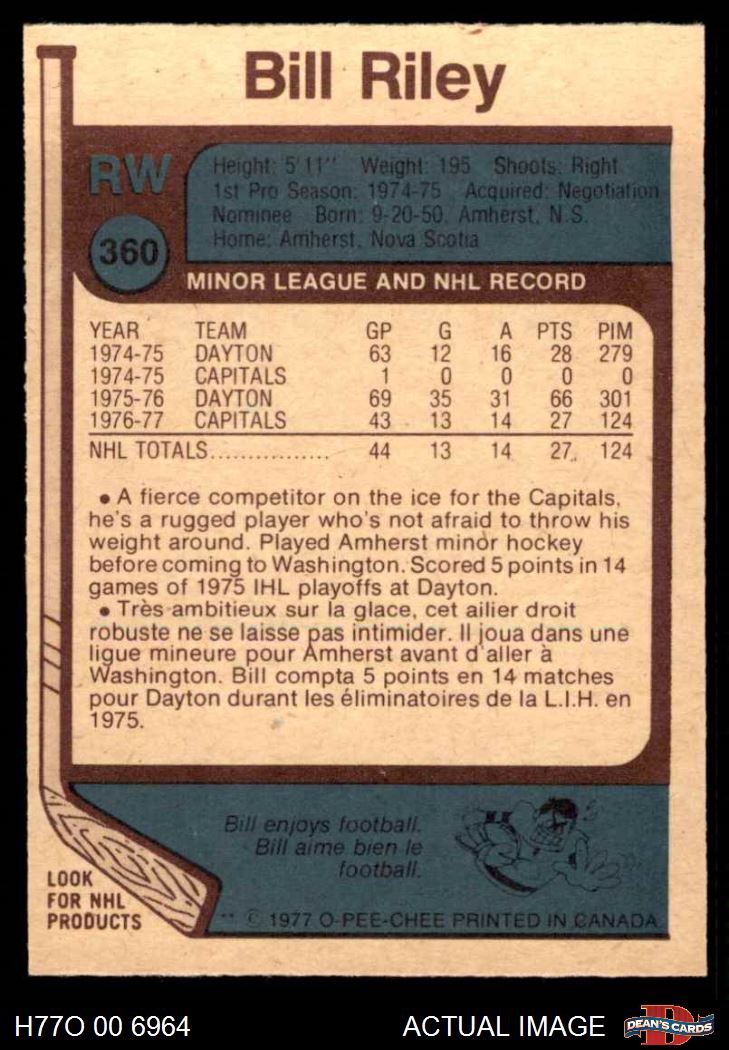 Bill Riley
RW
360
Height: 5'11'' Weight: 195 Shoots: Right
1st Pro Season: 1974-75 Acquired: Negotiation
Nominee Born: 9-20-50, Amherst, N.S.
Home: Amherst, Nova Scotia
MINOR LEAGUE AND NHL RECORD
YEAR TEAM GP G A PTS PIM
1974-75 DAYTON 63 12 16 28 279
1974-75 CAPITALS 1 0 0 0 0
1975-76 DAYTON 69 35 31 66 301
1976-77 CAPITALS 43 13 14 27 124
NHL TOTALS................ 44 13 14 27 124
● A fierce competitor on the ice for the Capitals,
he's a rugged player who's not afraid to throw his
weight around. Played Amherst minor hockey
before coming to Washington. Scored 5 points in 14
games of 1975 IHL playoffs at Dayton.
● Très ambitieux sur la glace, cet ailier droit
robuste ne se laisse pas intimider. Il joua dans une
ligue mineure pour Amherst avant d'aller à
Washington. Bill compta 5 points en 14 matches
pour Dayton durant les éliminatoires de la L.I.H. en
1975.
Bill enjoys football.
Bill aime bien le
football.
LOOK
FOR NHL
PRODUCTS
** © 1977 O-PEE-CHEE PRINTED IN CANADA
H77O 00 6964
ACTUAL IMAGE
DEAN'S CARDS